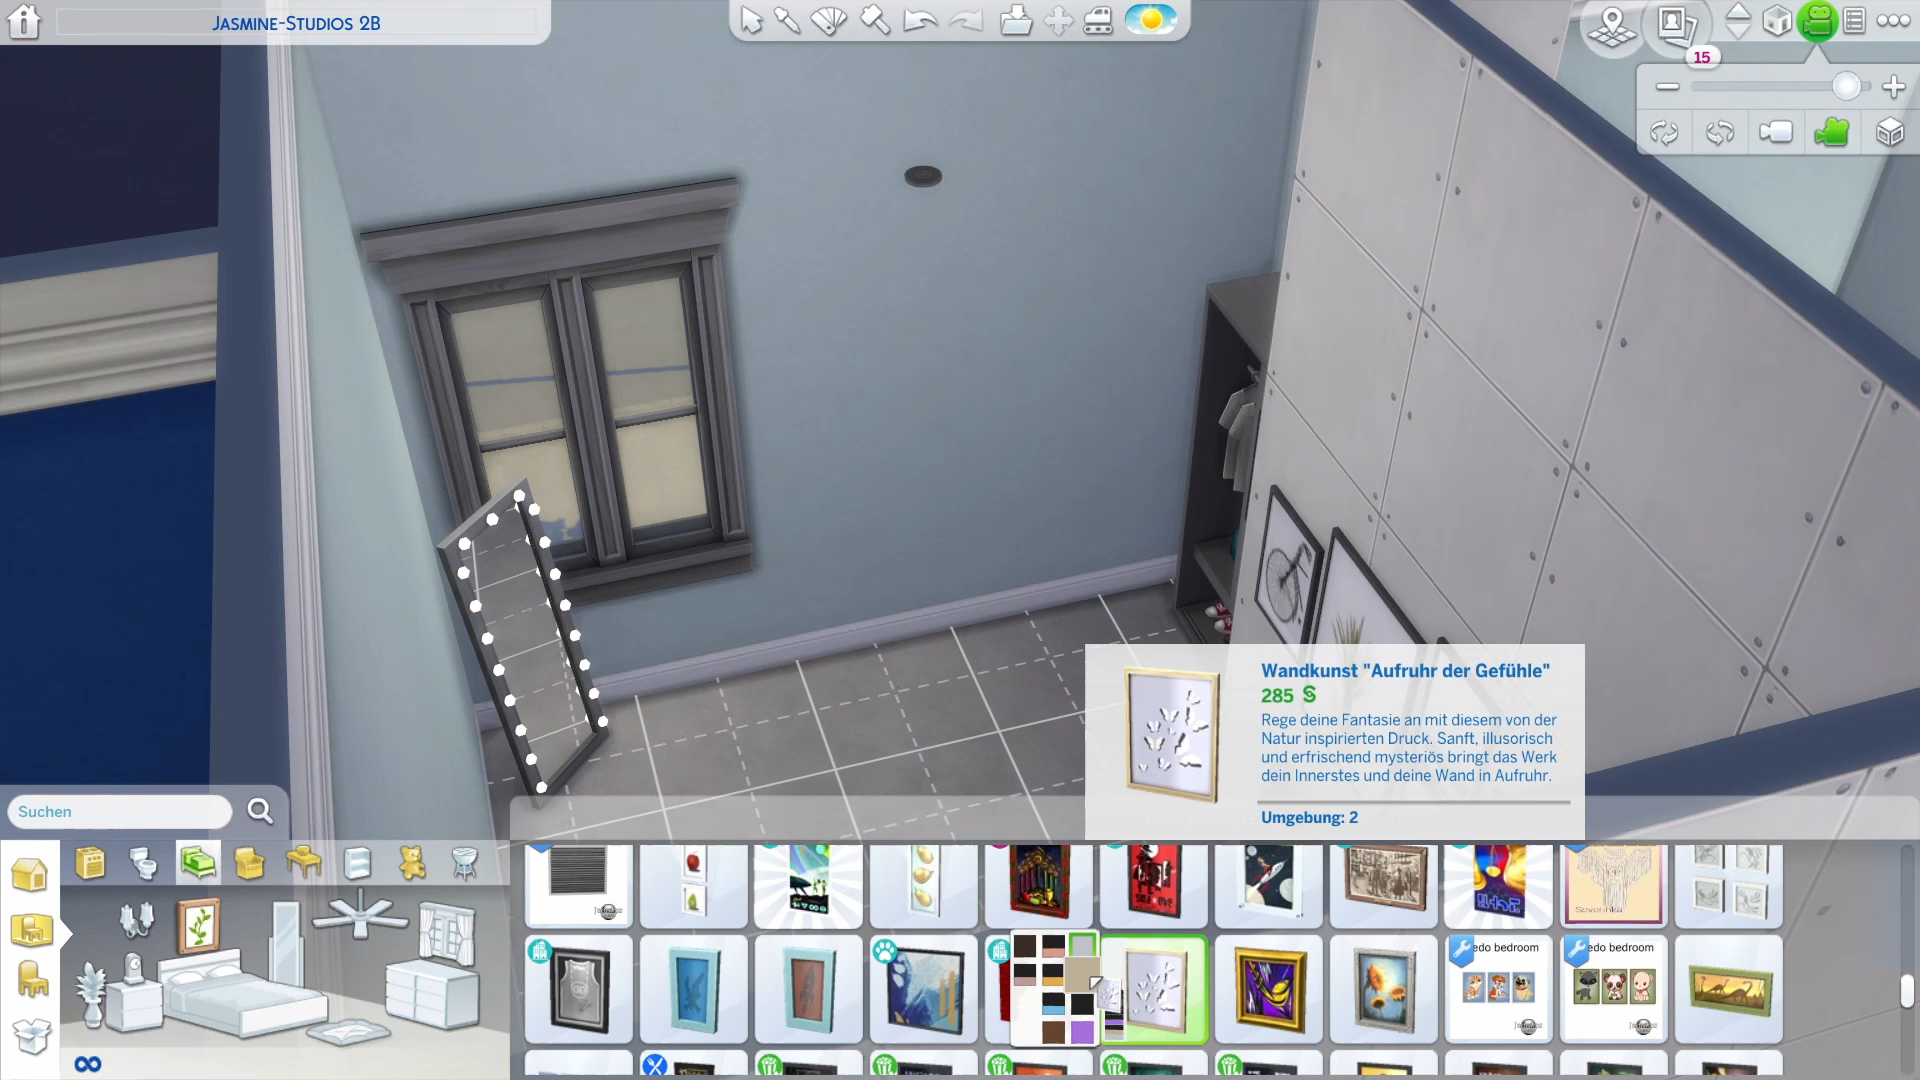 Jasmine-Studios 2B
15
Wandkunst "Aufruhr der Gefühle"
285
Rege deine Fantasie an mit diesem von der
Natur inspirierten Druck. Sanft, illusorisch
und erfrischend mysteriös bringt das Werk
dein Innerstes und deine Wand in Aufruhr.
Umgebung: 2
Suchen
Severinka
edo bedroom
edo bedroom